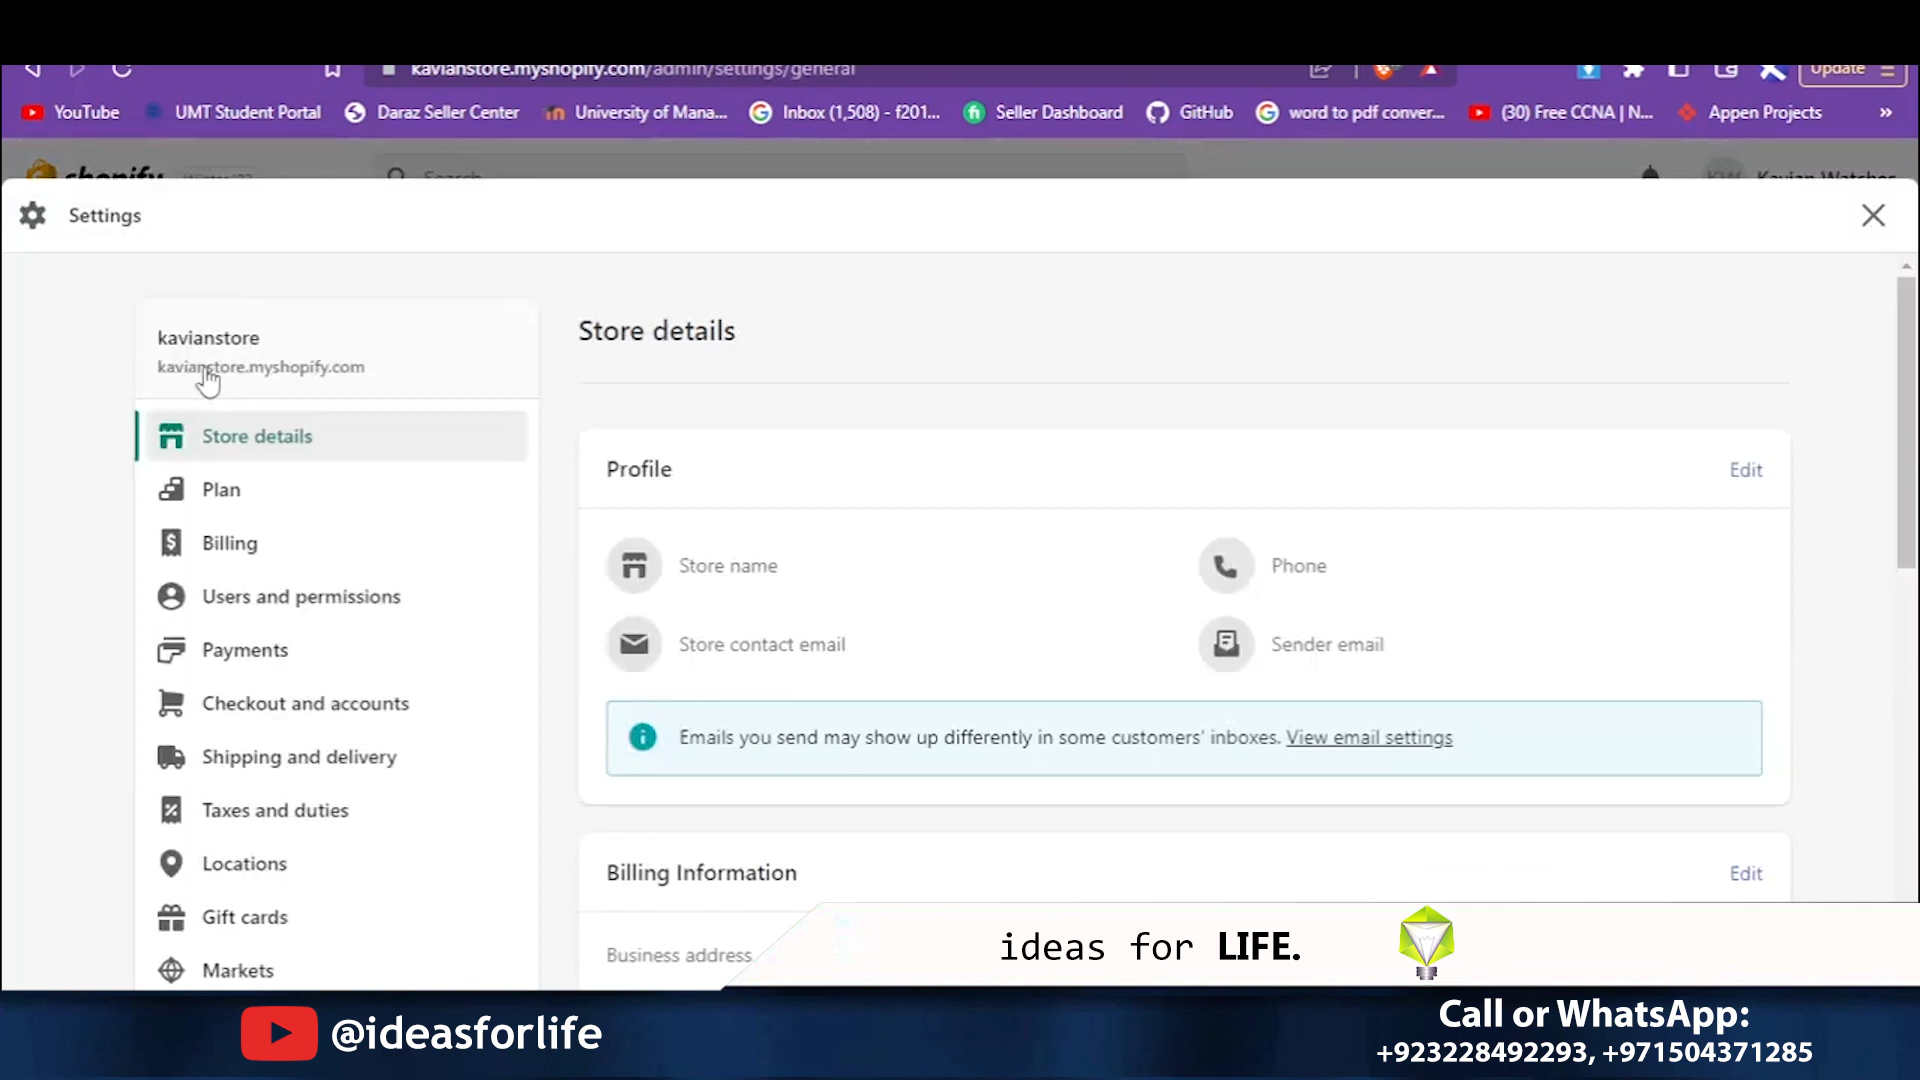 kavianstore.myshopify.com/admin/settings/general
Update
YouTube
UMT Student Portal
Daraz Seller Center
University of Mana...
Inbox (1,508) - f201...
Seller Dashboard
GitHub
word to pdf conver...
(30) Free CCNA | N...
Appen Projects
»
shopify
Search
Kavian Watches
Settings
kavianstore
kavianstore.myshopify.com
Store details
Plan
Billing
Users and permissions
Payments
Checkout and accounts
Shipping and delivery
Taxes and duties
Locations
Gift cards
Markets
Store details
Profile
Edit
Store name
Phone
Store contact email
Sender email
Emails you send may show up differently in some customers' inboxes. View email settings
Billing Information
Edit
Business address
ideas for LIFE.
@ideasforlife
Call or WhatsApp:
+923228492293, +971504371285